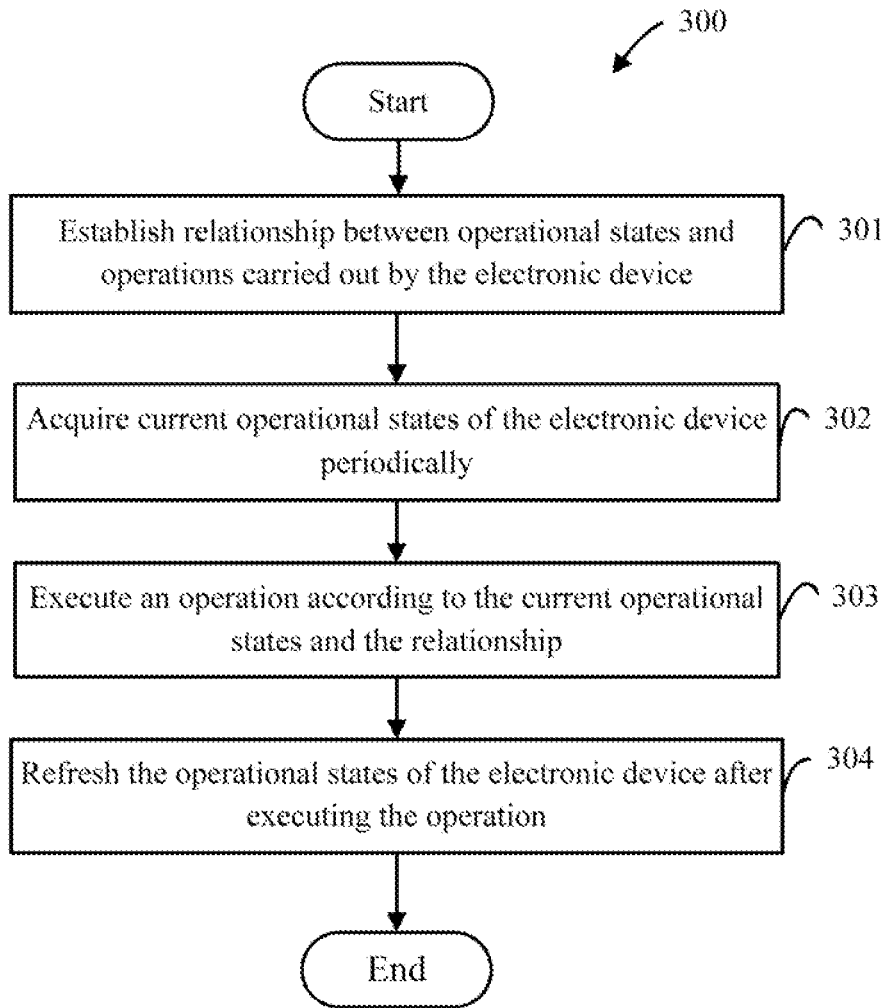 300
Start
Establish relationship between operational states and
operations carried out by the electronic device
301
Acquire current operational states of the electronic device
periodically
302
Execute an operation according to the current operational
states and the relationship
303
Refresh the operational states of the electronic device after
executing the operation
304
End